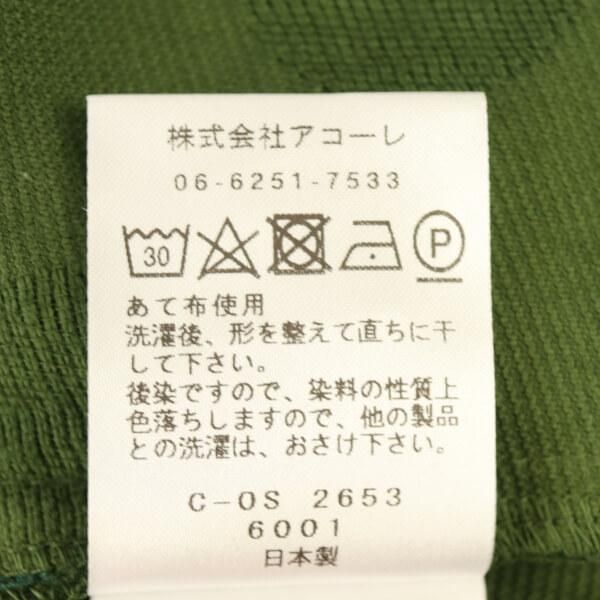 株式会社アコーレ
06-6251-7533
30 P
あて布使用
洗濯後、形を整えて直ちに干
して下さい。
後染ですので、染料の性質上
色落ちしますので、他の製品
との洗濯は、おさけ下さい。
C-OS 2653
6001
日本製